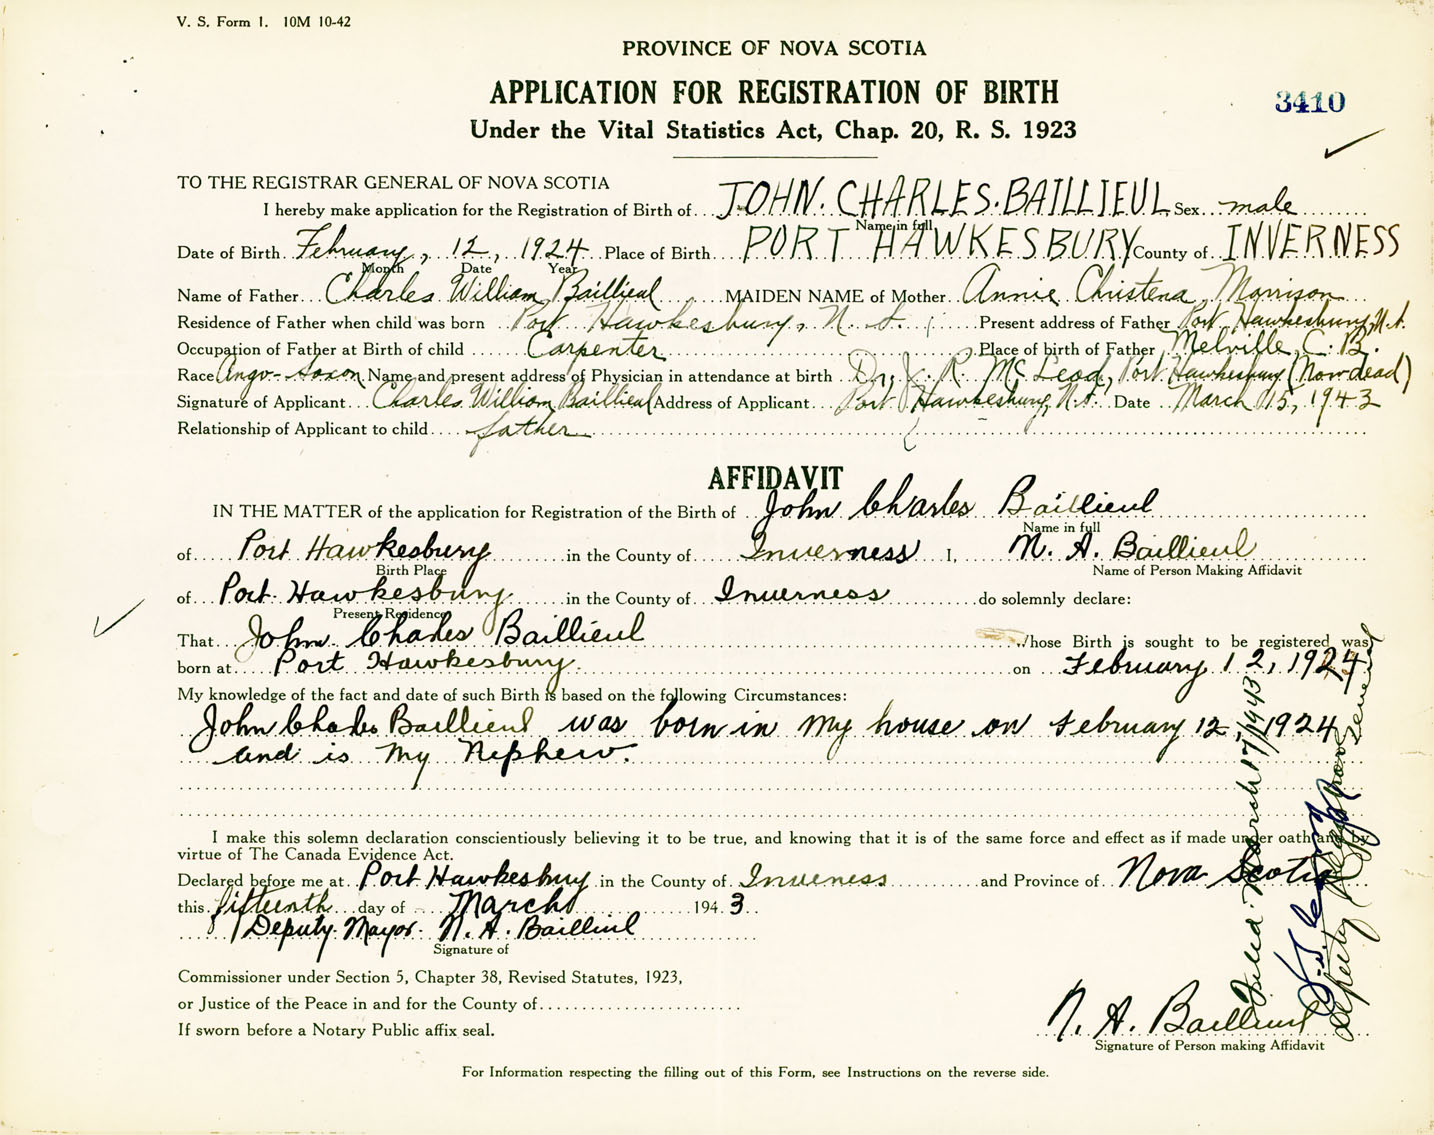 V. S. Form 1. 10M 10-42
PROVINCE OF NOVA SCOTIA
APPLICATION FOR REGISTRATION OF BIRTH
3410
Under the Vital Statistics Act, Chap. 20, R. S. 1923
TO THE REGISTRAR GENERAL OF NOVA SCOTIA
I hereby make application for the Registration of Birth of JOHN. CHARLES. BAILLIEUL Sex male
Name in full
Date of Birth February, 12, 1924 Place of Birth PORT HAWKESBURY County of INVERNESS
Month Date Year
Name of Father Charles William Baillieul MAIDEN NAME of Mother Annie Christena Morrison
Residence of Father when child was born Port Hawkesbury, N. S. Present address of Father Port Hawkesbury, N.S.
Occupation of Father at Birth of child Carpenter Place of birth of Father Melville, C. B.
Race Ango-Saxon Name and present address of Physician in attendance at birth Dr. J. R. McLeod, Port Hawkesbury (Now dead)
Signature of Applicant Charles William Baillieul Address of Applicant Port Hawkesbury, N.S. Date March 15, 1943
Relationship of Applicant to child father
AFFIDAVIT
IN THE MATTER of the application for Registration of the Birth of John Charles Baillieul
Name in full
of Port Hawkesbury in the County of Inverness I, N. A. Baillieul
Birth Place Name of Person Making Affidavit
of Port Hawkesbury in the County of Inverness do solemnly declare:
Present Residence
That John Charles Baillieul Whose Birth is sought to be registered was
born at Port Hawkesbury. on February 12, 1924
My knowledge of the fact and date of such Birth is based on the following Circumstances:
John Charles Baillieul was born in my house on February 12, 1924
and is my Nephew.
I make this solemn declaration conscientiously believing it to be true, and knowing that it is of the same force and effect as if made under oath and by
virtue of The Canada Evidence Act.
Declared before me at Port Hawkesbury in the County of Inverness and Province of Nova Scotia
this fifteenth day of March 1943
Deputy Mayor N. A. Baillieul
Signature of
Commissioner under Section 5, Chapter 38, Revised Statutes, 1923,
or Justice of the Peace in and for the County of
If sworn before a Notary Public affix seal.
N. A. Baillieul
Signature of Person making Affidavit
For Information respecting the filling out of this Form, see Instructions on the reverse side.
Filed March 17/1943
Deputy Registrar General